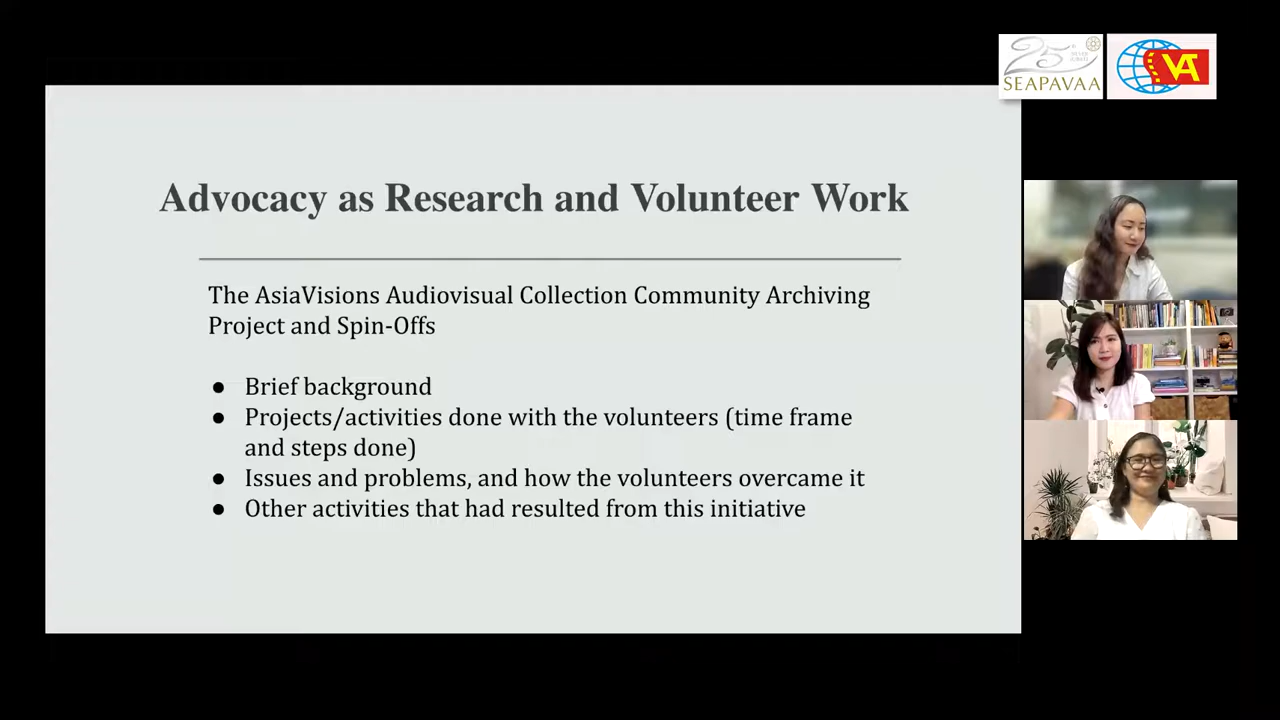 25
SEAPAVAA
VA
Advocacy as Research and Volunteer Work
The AsiaVisions Audiovisual Collection Community Archiving
Project and Spin-Offs
● Brief background
● Projects/activities done with the volunteers (time frame
and steps done)
● Issues and problems, and how the volunteers overcame it
● Other activities that had resulted from this initiative